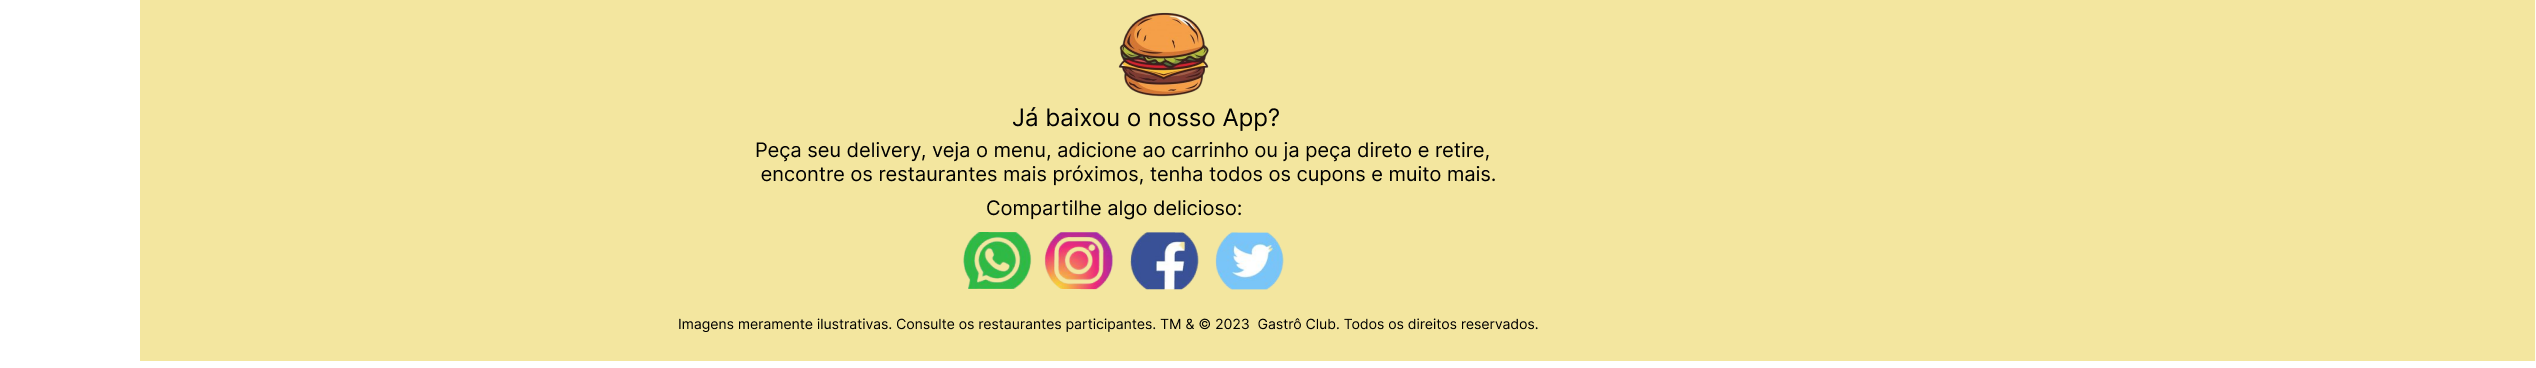 Já baixou o nosso App?
Peça seu delivery, veja o menu, adicione ao carrinho ou ja peça direto e retire,
encontre os restaurantes mais próximos, tenha todos os cupons e muito mais.
Compartilhe algo delicioso:
Imagens meramente ilustrativas. Consulte os restaurantes participantes. TM & © 2023 Gastrô Club. Todos os direitos reservados.